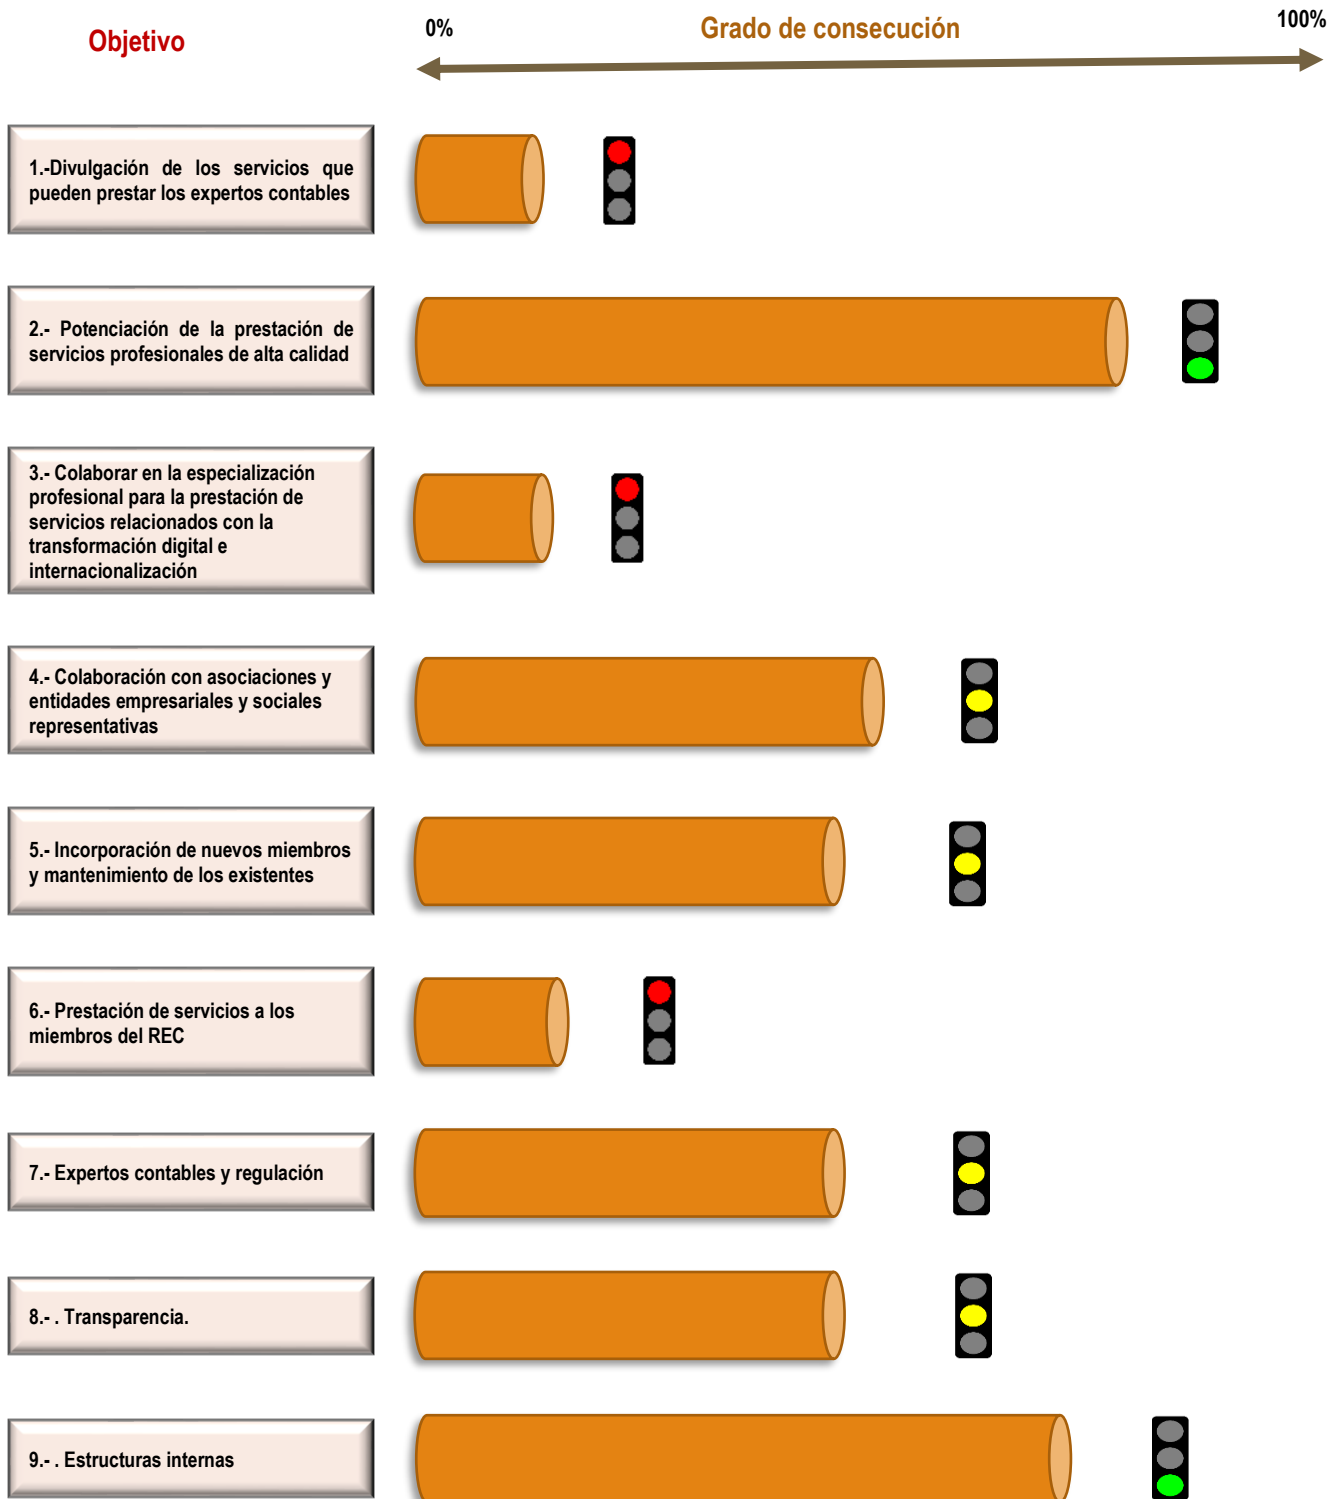 Objetivo
0%
Grado de consecución
100%
1.-Divulgación de los servicios que
pueden prestar los expertos contables
2.- Potenciación de la prestación de
servicios profesionales de alta calidad
3.- Colaborar en la especialización
profesional para la prestación de
servicios relacionados con la
transformación digital e
internacionalización
4.- Colaboración con asociaciones y
entidades empresariales y sociales
representativas
5.- Incorporación de nuevos miembros
y mantenimiento de los existentes
6.- Prestación de servicios a los
miembros del REC
7.- Expertos contables y regulación
8.- . Transparencia.
9.- . Estructuras internas